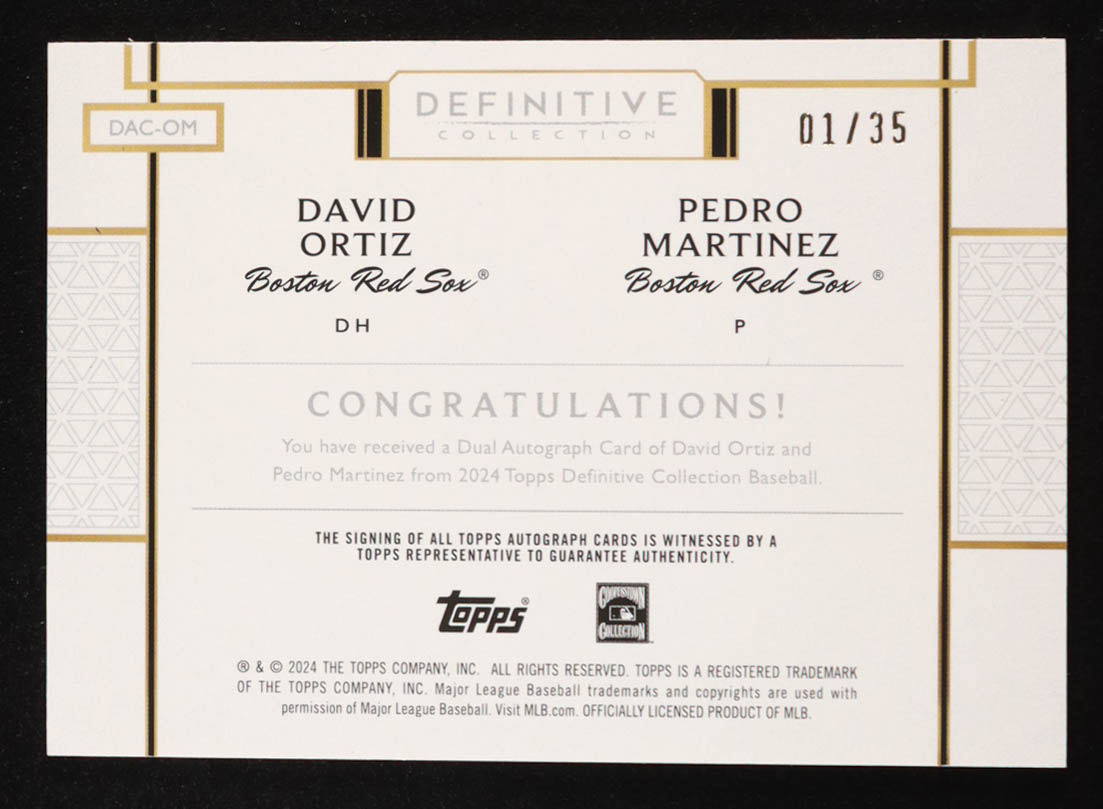 DEFINITIVE
COLLECTION
DAC-OM
01/35
DAVID
ORTIZ
Boston Red Sox®
DH
PEDRO
MARTINEZ
Boston Red Sox®
P
CONGRATULATIONS!
You have received a Dual Autograph Card of David Ortiz and
Pedro Martinez from 2024 Topps Definitive Collection Baseball.
THE SIGNING OF ALL TOPPS AUTOGRAPH CARDS IS WITNESSED BY A
TOPPS REPRESENTATIVE TO GUARANTEE AUTHENTICITY.
Topps®
COOPERSTOWN
COLLECTION
® & © 2024 THE TOPPS COMPANY, INC. ALL RIGHTS RESERVED. TOPPS IS A REGISTERED TRADEMARK
OF THE TOPPS COMPANY, INC. Major League Baseball trademarks and copyrights are used with
permission of Major League Baseball. Visit MLB.com. OFFICIALLY LICENSED PRODUCT OF MLB.